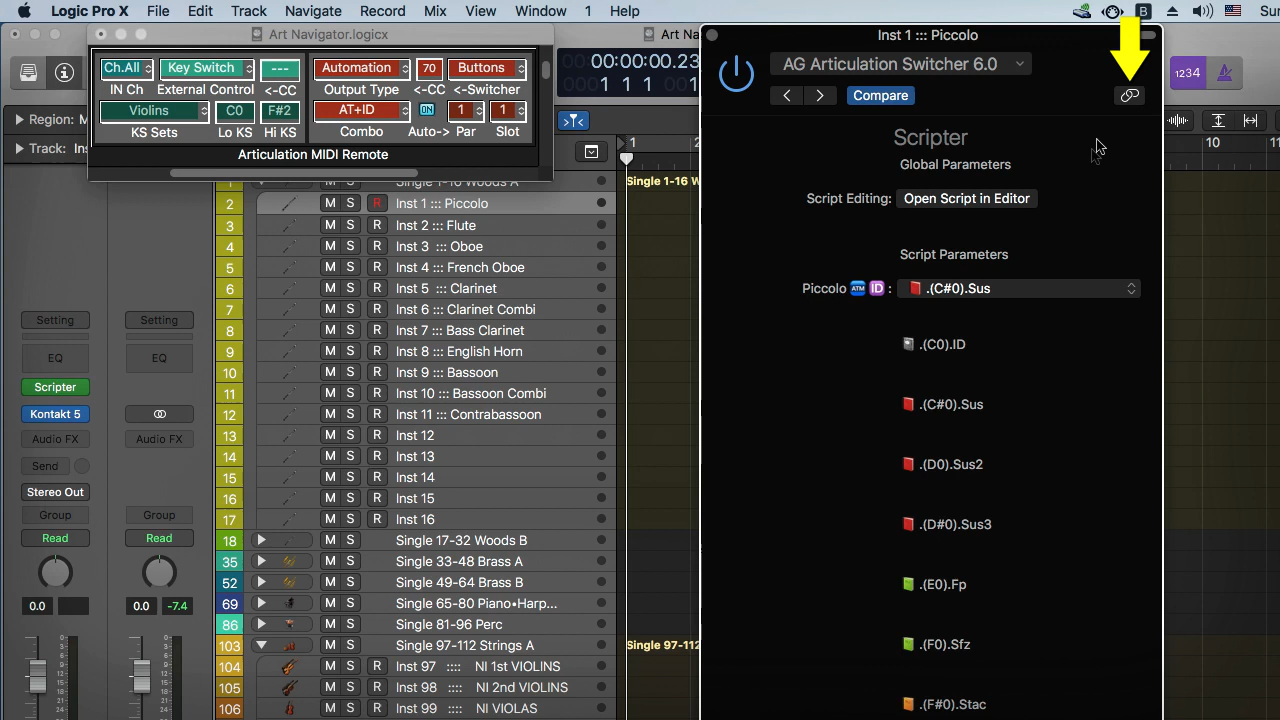 Logic Pro X File Edit Track Navigate Record Mix View Window 1 Help
Art Navigator.logicx
Ch.All Key Switch --- Automation 70 Buttons
IN Ch External Control <-CC Output Type <-CC <-Switcher
Violins C0 F#2 AT+ID ON 1 1
KS Sets Lo KS Hi KS Combo Auto-> Par Slot
Articulation MIDI Remote
00:00:00.23
1 1 1
1234
Inst 1 ::: Piccolo
AG Articulation Switcher 6.0
Compare
Scripter
Global Parameters
Script Editing: Open Script in Editor
Script Parameters
Piccolo ATM ID : .(C#0).Sus
.(C0).ID
.(C#0).Sus
.(D0).Sus2
.(D#0).Sus3
.(E0).Fp
.(F0).Sfz
.(F#0).Stac
1
10
Single 1-16 Woods A
2 M S R Inst 1 ::: Piccolo
3 M S R Inst 2 ::: Flute
4 M S R Inst 3 ::: Oboe
5 M S R Inst 4 ::: French Oboe
6 M S R Inst 5 ::: Clarinet
7 M S R Inst 6 ::: Clarinet Combi
8 M S R Inst 7 ::: Bass Clarinet
9 M S R Inst 8 ::: English Horn
10 M S R Inst 9 ::: Bassoon
11 M S R Inst 10 ::: Bassoon Combi
12 M S R Inst 11 ::: Contrabassoon
13 M S R Inst 12
14 M S R Inst 13
15 M S R Inst 14
16 M S R Inst 15
17 M S R Inst 16
18 M S Single 17-32 Woods B
35 M S Single 33-48 Brass A
52 M S Single 49-64 Brass B
69 M S Single 65-80 Piano•Harp...
86 M S Single 81-96 Perc
103 M S Single 97-112 Strings A
104 M S R Inst 97 :::: NI 1st VIOLINS
105 M S R Inst 98 :::: NI 2nd VIOLINS
106 M S R Inst 99 :::: NI VIOLAS
Single 1-16 W
Single 97-112
Region:
Track:
Setting Setting
EQ EQ
Scripter
Kontakt 5
Audio FX Audio FX
Send
Stereo Out
Group Group
Read Read
0.0 0.0 -7.4